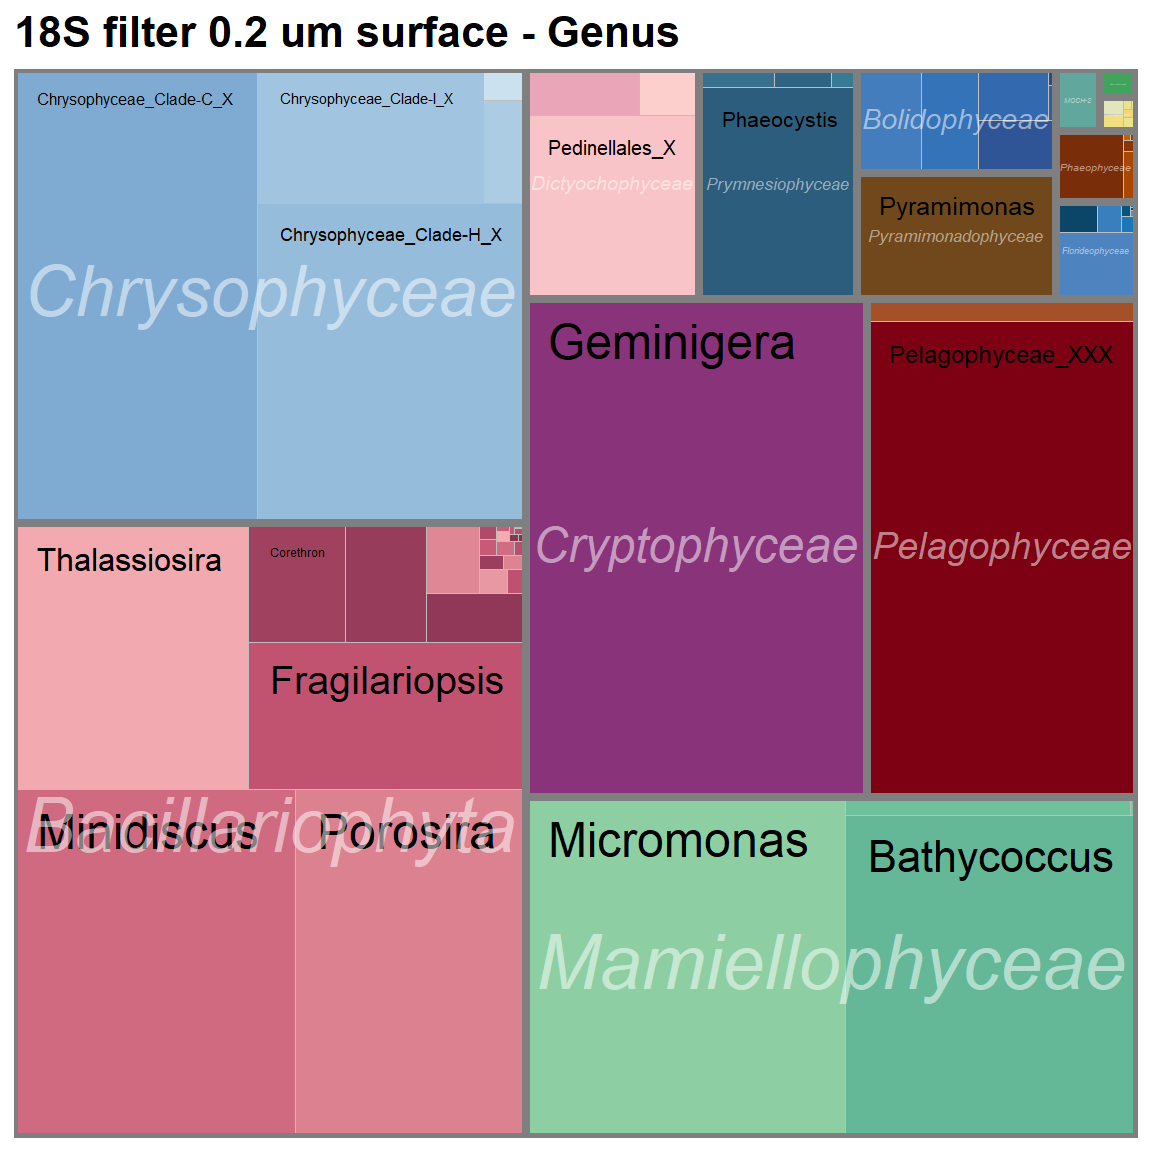 18S filter 0.2 um surface - Genus
Chrysophyceae_Clade-C_X
Chrysophyceae_Clade-I_X
Chrysophyceae_Clade-H_X
Chrysophyceae
Pedinellales_X
Dictyochophyceae
Phaeocystis
Prymnesiophyceae
Bolidophyceae
Pyramimonas
Pyramimonadophyceae
MOCH-2
Phaeophyceae
Florideophyceae
Geminigera
Cryptophyceae
Pelagophyceae_XXX
Pelagophyceae
Thalassiosira
Corethron
Fragilariopsis
Bacillariophyta
Minidiscus
Porosira
Micromonas
Bathycoccus
Mamiellophyceae